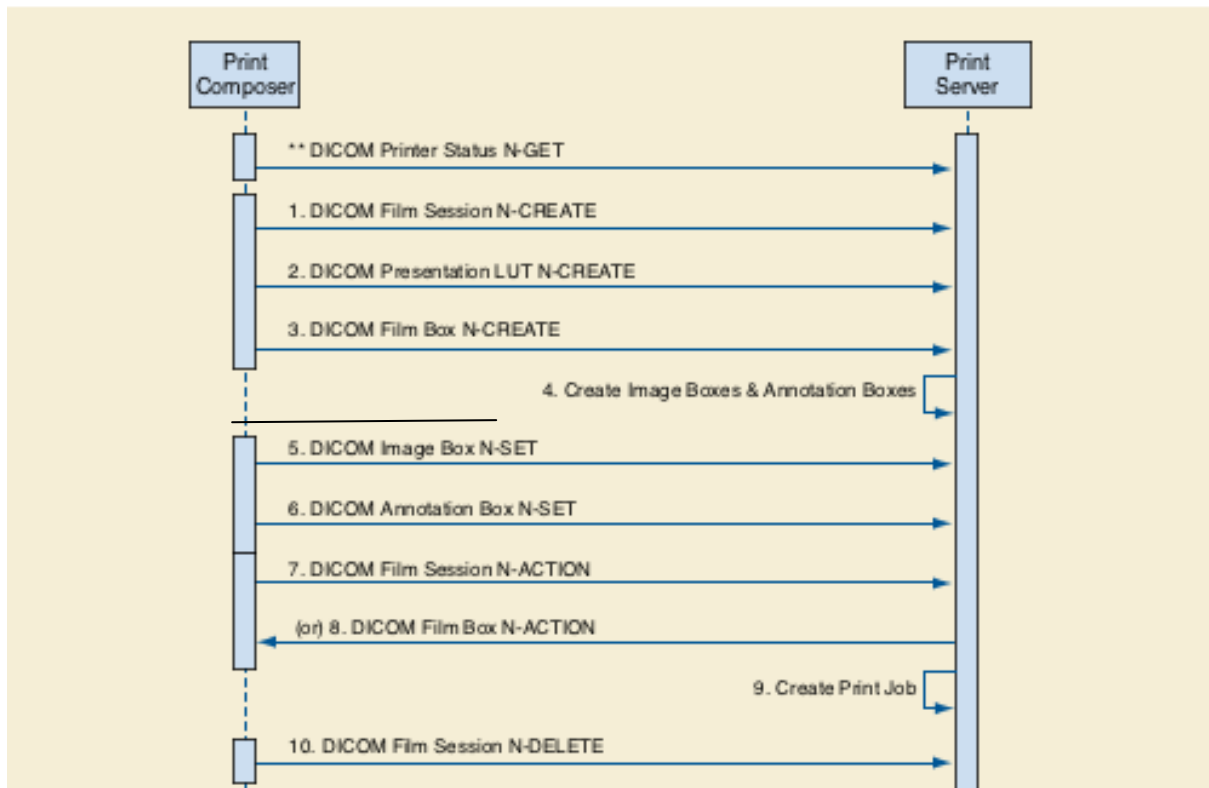 Print
Composer
Print
Server
** DICOM Printer Status N-GET
1. DICOM Film Session N-CREATE
2. DICOM Presentation LUT N-CREATE
3. DICOM Film Box N-CREATE
4. Create Image Boxes & Annotation Boxes
5. DICOM Image Box N-SET
6. DICOM Annotation Box N-SET
7. DICOM Film Session N-ACTION
(or) 8. DICOM Film Box N-ACTION
9. Create Print Job
10. DICOM Film Session N-DELETE